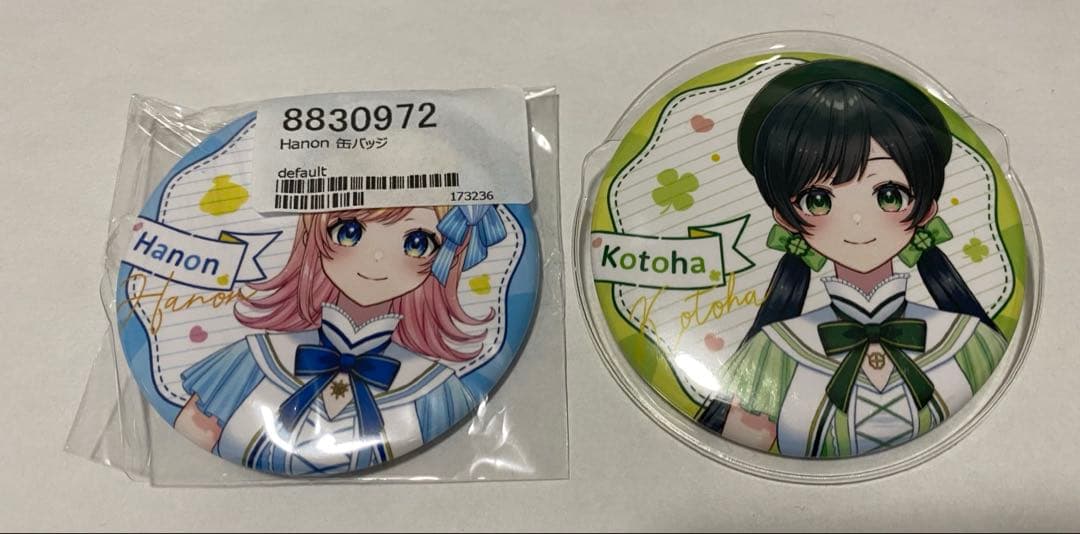 8830972
Hanon 缶バッジ
default
173236
Hanon
Hanon
Kotoha
Kotoha